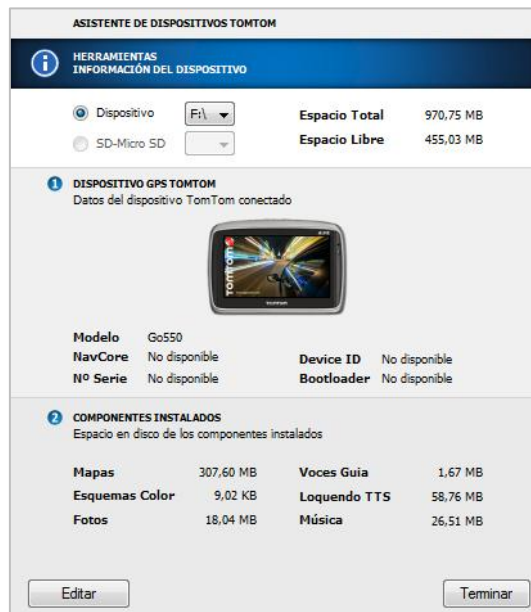 ASISTENTE DE DISPOSITIVOS TOMTOM
HERRAMIENTAS
INFORMACIÓN DEL DISPOSITIVO
Dispositivo F:\ Espacio Total 970,75 MB
SD-Micro SD Espacio Libre 455,03 MB
1 DISPOSITIVO GPS TOMTOM
Datos del dispositivo TomTom conectado
TOMTOM
TOMTOM
Modelo Go550
NavCore No disponible Device ID No disponible
Nº Serie No disponible Bootloader No disponible
2 COMPONENTES INSTALADOS
Espacio en disco de los componentes instalados
Mapas 307,60 MB Voces Guia 1,67 MB
Esquemas Color 9,02 KB Loquendo TTS 58,76 MB
Fotos 18,04 MB Música 26,51 MB
Editar Terminar